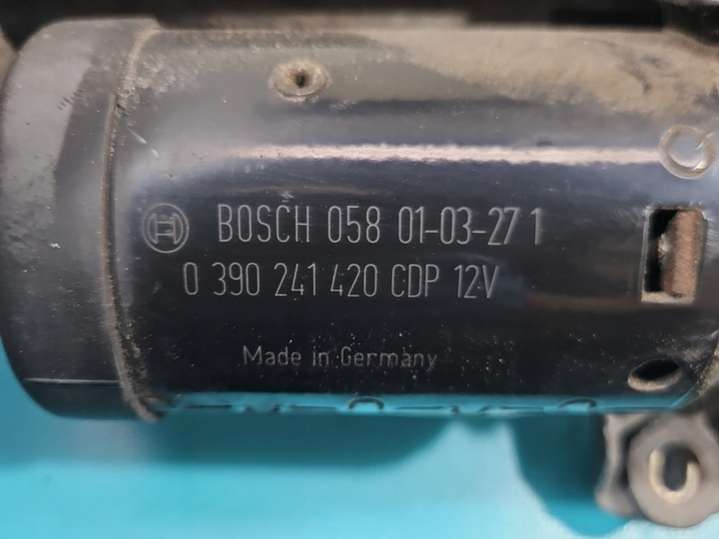 BOSCH 058 01-03-27 1
0 390 241 420 CDP 12V
Made in Germany